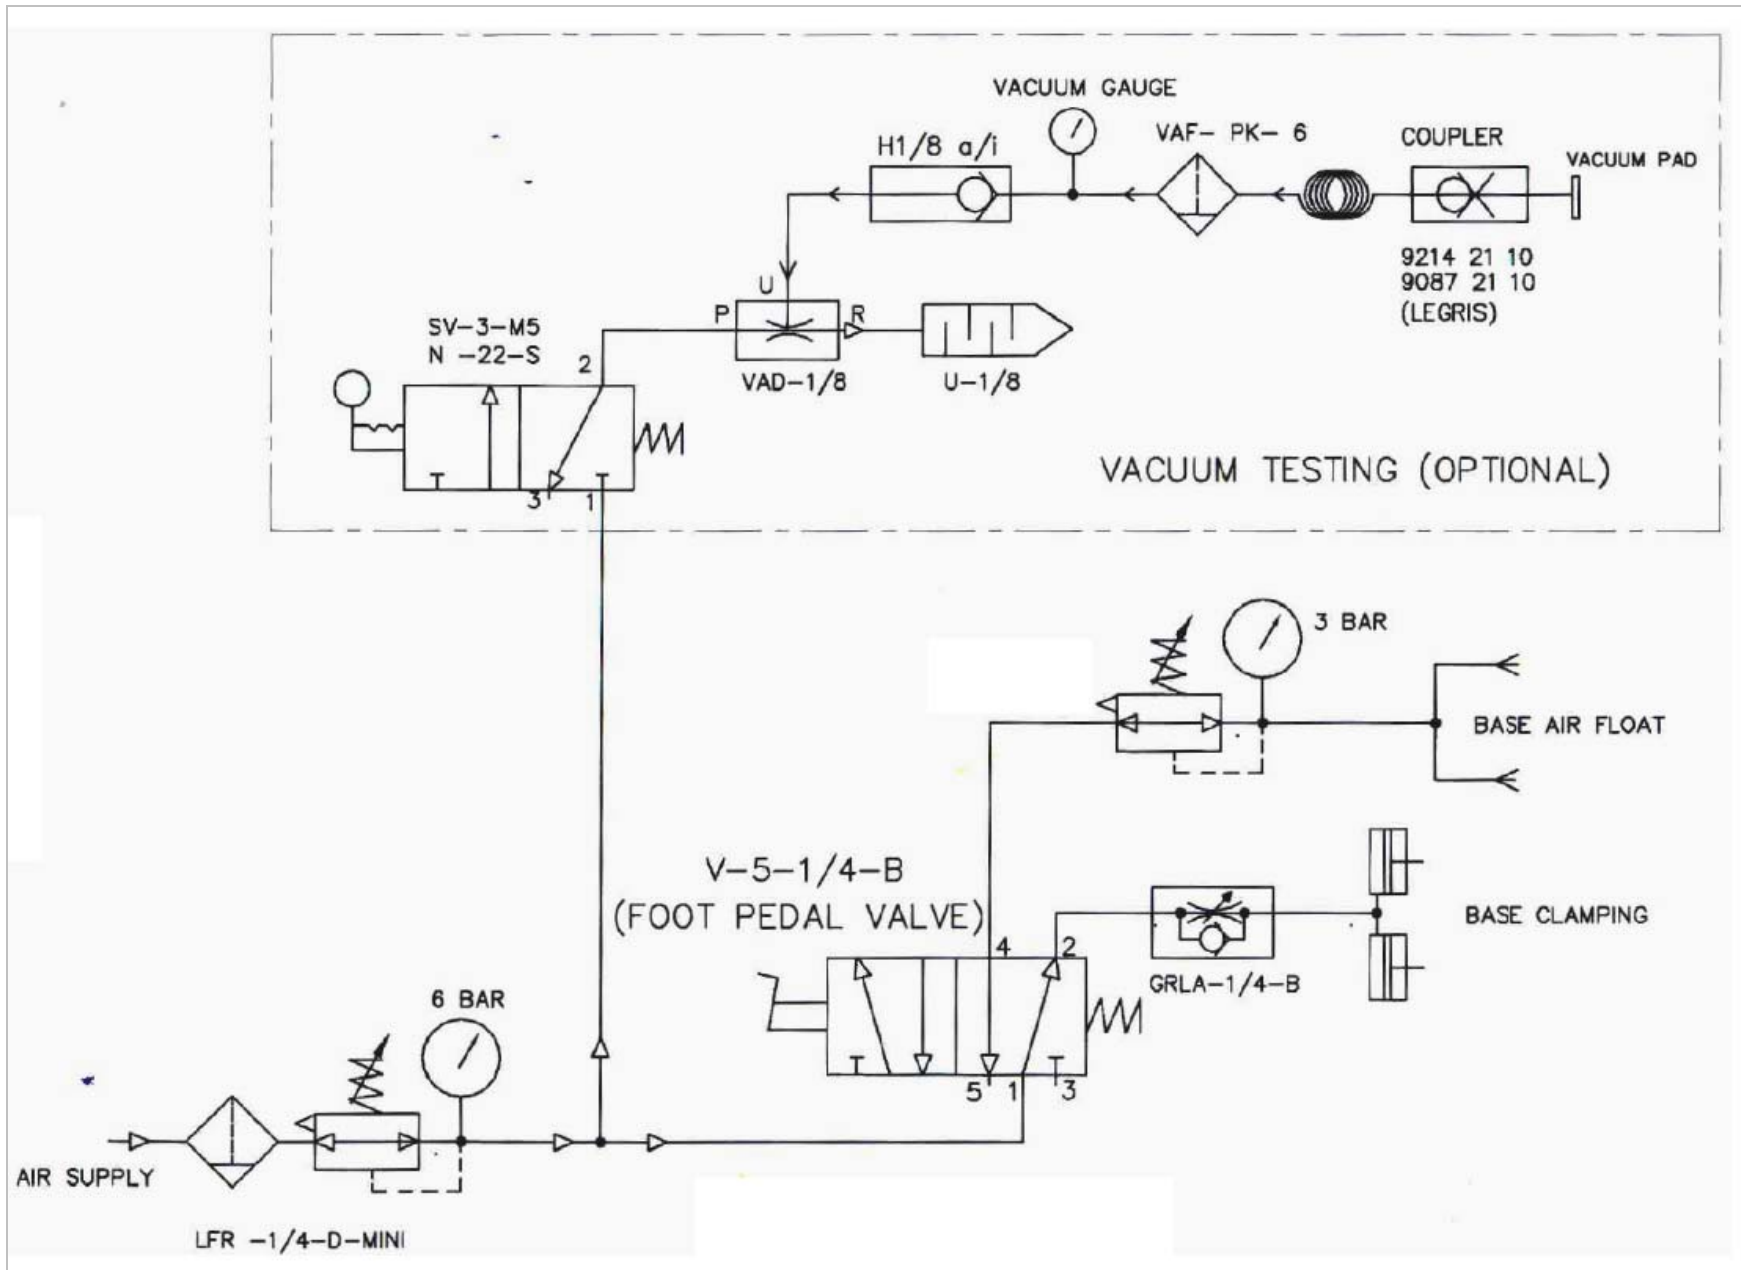 VACUUM GAUGE
H1/8 a/i
VAF- PK- 6
COUPLER
VACUUM PAD
9214 21 10
9087 21 10
(LEGRIS)
U
P
R
SV-3-M5
N -22-S
2
VAD-1/8
U-1/8
3
1
VACUUM TESTING (OPTIONAL)
3 BAR
BASE AIR FLOAT
V-5-1/4-B
(FOOT PEDAL VALVE)
4
2
BASE CLAMPING
GRLA-1/4-B
6 BAR
5
1
3
AIR SUPPLY
LFR -1/4-D-MINI